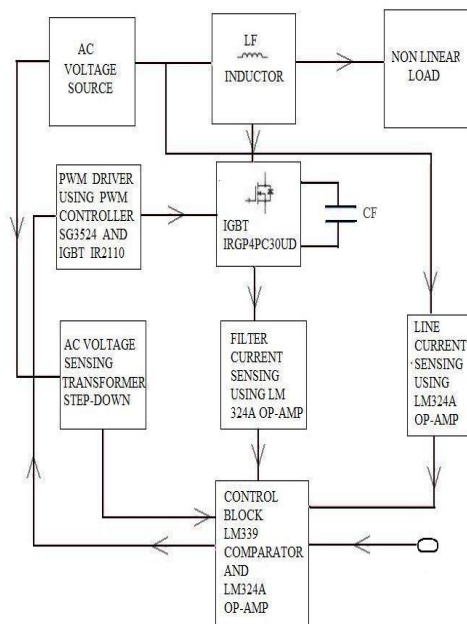 AC
VOLTAGE
SOURCE
LF
INDUCTOR
NON LINEAR
LOAD
PWM DRIVER
USING PWM
CONTROLLER
SG3524 AND
IGBT IR2110
IGBT
IRGP4PC30UD
CF
AC VOLTAGE
SENSING
TRANSFORMER
STEP-DOWN
FILTER
CURRENT
SENSING
USING LM
324A OP-AMP
LINE
CURRENT
SENSING
USING
LM324A
OP-AMP
CONTROL
BLOCK
LM339
COMPARATOR
AND
LM324A
OP-AMP